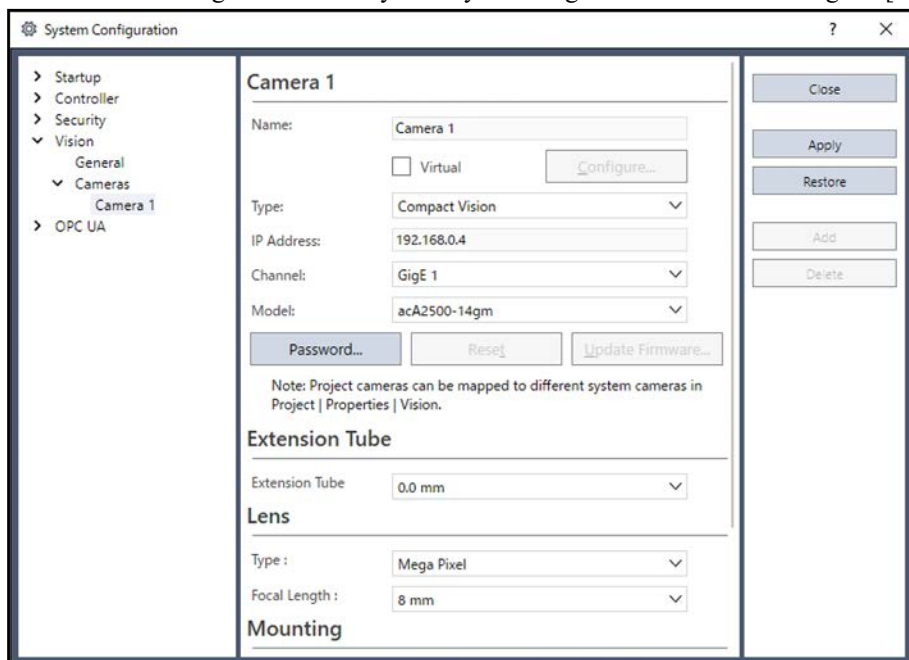 System Configuration
?
Startup
Controller
Security
Vision
General
Cameras
Camera 1
OPC UA
Camera 1
Name:
Camera 1
Virtual
Configure...
Type:
Compact Vision
IP Address:
192.168.0.4
Channel:
GigE 1
Model:
acA2500-14gm
Password...
Reset
Update Firmware...
Note: Project cameras can be mapped to different system cameras in
Project | Properties | Vision.
Extension Tube
Extension Tube
0.0 mm
Lens
Type :
Mega Pixel
Focal Length :
8 mm
Mounting
Close
Apply
Restore
Add
Delete